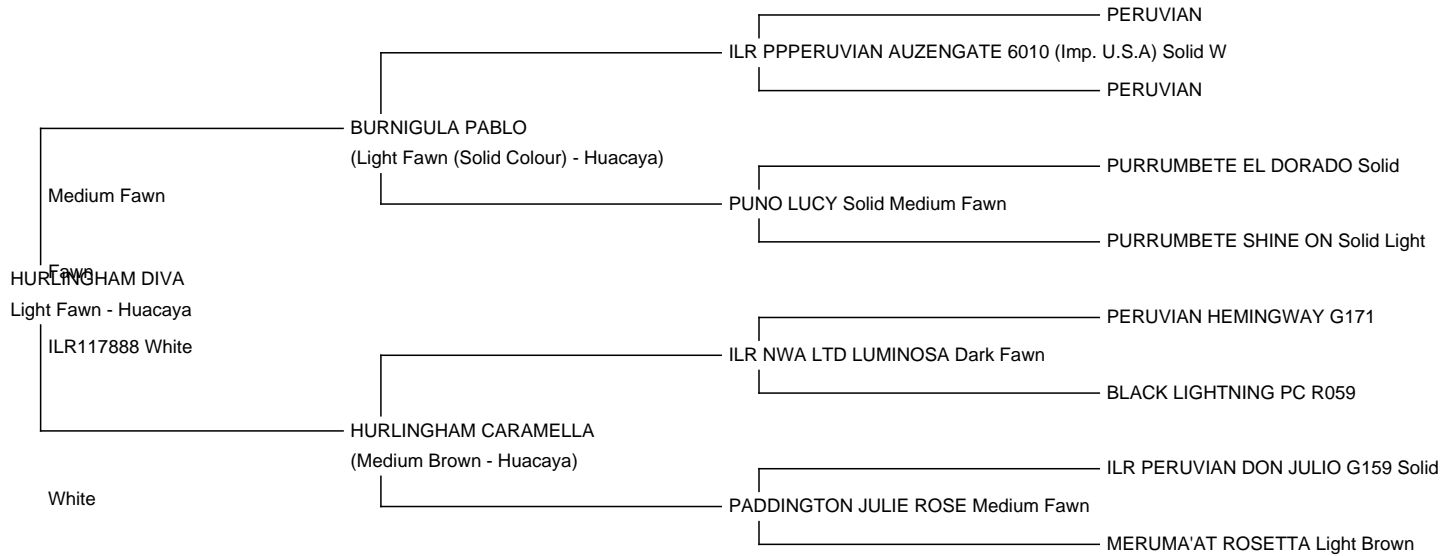 PERUVIAN
ILR PPPERUVIAN AUZENGATE 6010 (Imp. U.S.A) Solid W
PERUVIAN
BURNIGULA PABLO
(Light Fawn (Solid Colour) - Huacaya)
PURRUMBETE EL DORADO Solid
Medium Fawn
PUNO LUCY Solid Medium Fawn
PURRUMBETE SHINE ON Solid Light
Fawn
HURLINGHAM DIVA
Light Fawn - Huacaya
PERUVIAN HEMINGWAY G171
ILR117888 White
ILR NWA LTD LUMINOSA Dark Fawn
BLACK LIGHTNING PC R059
HURLINGHAM CARAMELLA
(Medium Brown - Huacaya)
ILR PERUVIAN DON JULIO G159 Solid
White
PADDINGTON JULIE ROSE Medium Fawn
MERUMA'AT ROSETTA Light Brown